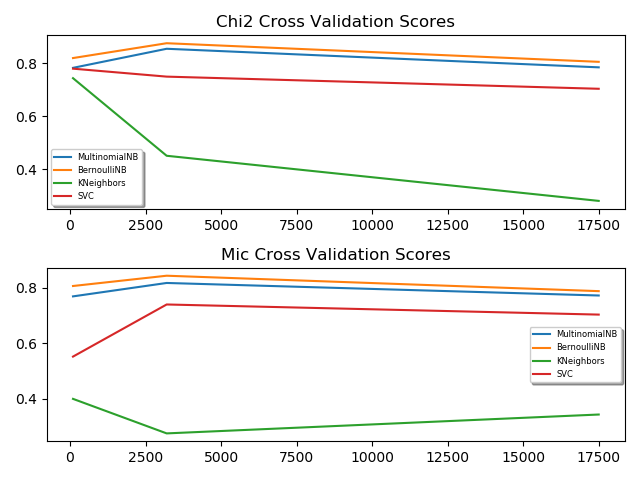 Chi2 Cross Validation Scores
0.8
0.6
0.4
MultinomialNB
BernoulliNB
KNeighbors
SVC
0 2500 5000 7500 10000 12500 15000 17500
Mic Cross Validation Scores
0.8
0.6
0.4
MultinomialNB
BernoulliNB
KNeighbors
SVC
0 2500 5000 7500 10000 12500 15000 17500